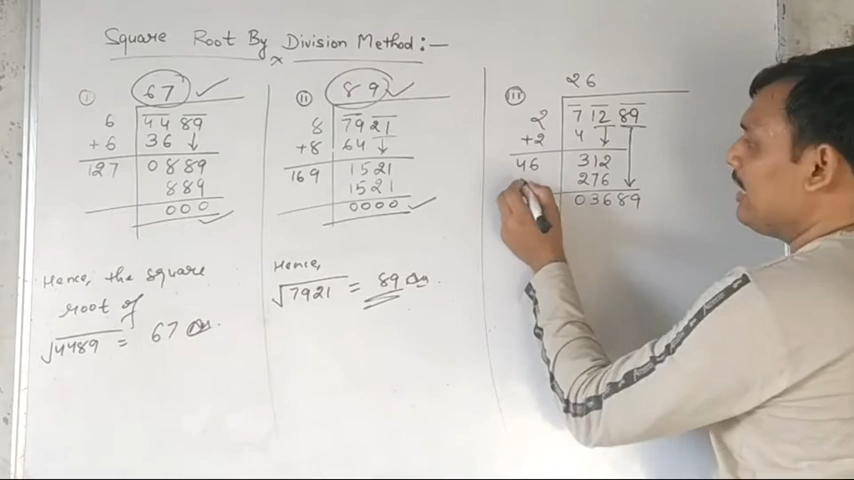 Square Root By Division Method:-
(i) 67
6 44 89
+6 36
127 0889
889
000
Hence, the square
root of
√4489 = 67 Ans.
(ii) 89
8 79 21
+8 64
169 1521
1521
0000
Hence,
√7921 = 89 Ans.
(iii) 26
2 7 12 89
+2 4
46 312
276
03689